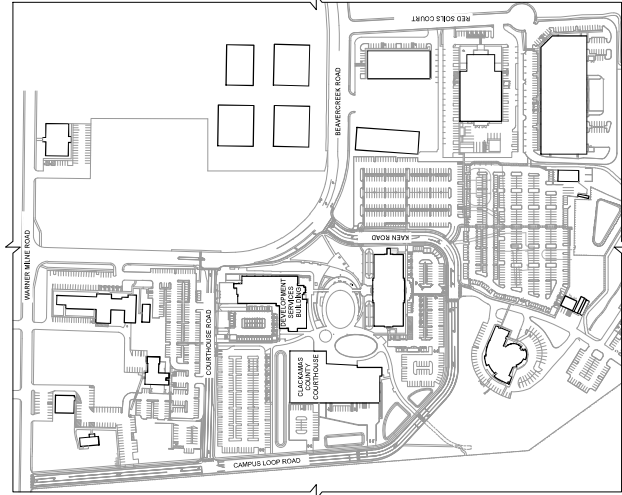 RED SOILS COURT
BEAVERCREEK ROAD
KAEN ROAD
WARNER MILNE ROAD
COURTHOUSE ROAD
DEVELOPMENT
SERVICES
BUILDING
CLACKAMAS
COUNTY
COURTHOUSE
CAMPUS LOOP ROAD